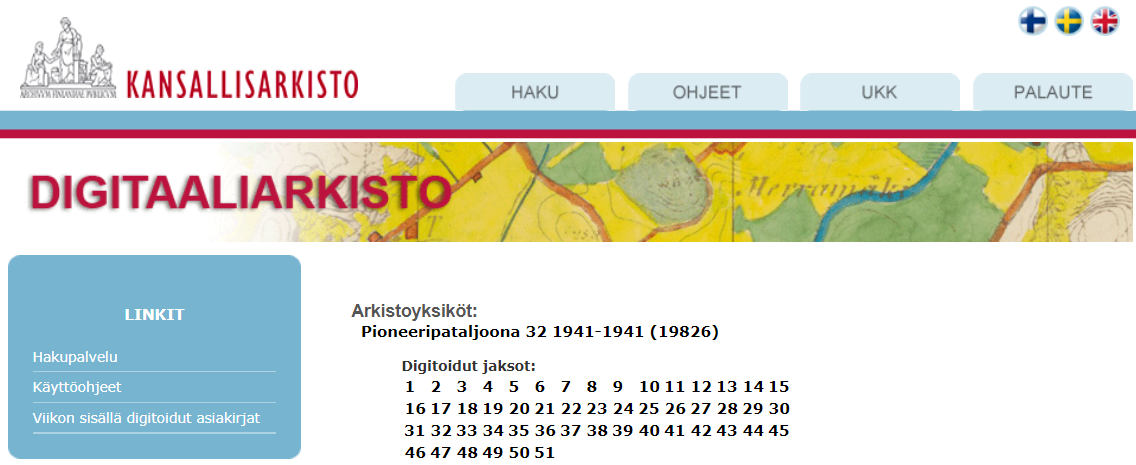 ARCHIVVM FINLANDIAE PVBLICVM
KANSALLISARKISTO
HAKU
OHJEET
UKK
PALAUTE
DIGITAALIARKISTO
LINKIT
Hakupalvelu
Käyttöohjeet
Viikon sisällä digitoidut asiakirjat
Arkistoyksiköt:
Pioneeripataljoona 32 1941-1941 (19826)
Digitoidut jaksot:
1 2 3 4 5 6 7 8 9 10 11 12 13 14 15
16 17 18 19 20 21 22 23 24 25 26 27 28 29 30
31 32 33 34 35 36 37 38 39 40 41 42 43 44 45
46 47 48 49 50 51